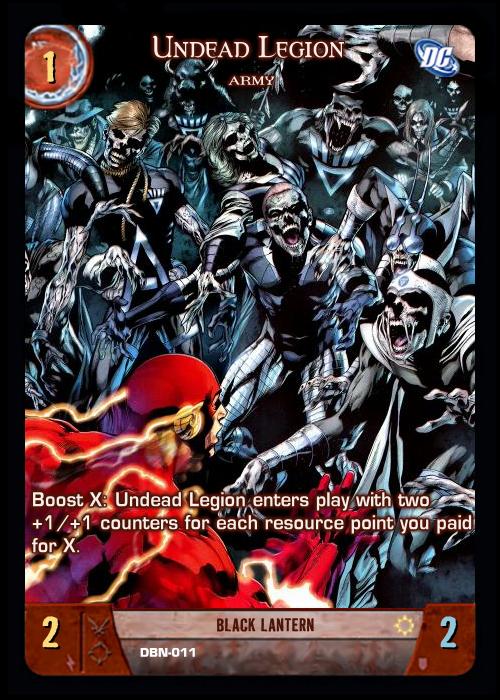 1
UNDEAD LEGION
ARMY
DC
Boost X: Undead Legion enters play with two
+1/+1 counters for each resource point you paid
for X.
2
BLACK LANTERN
2
DBN-011